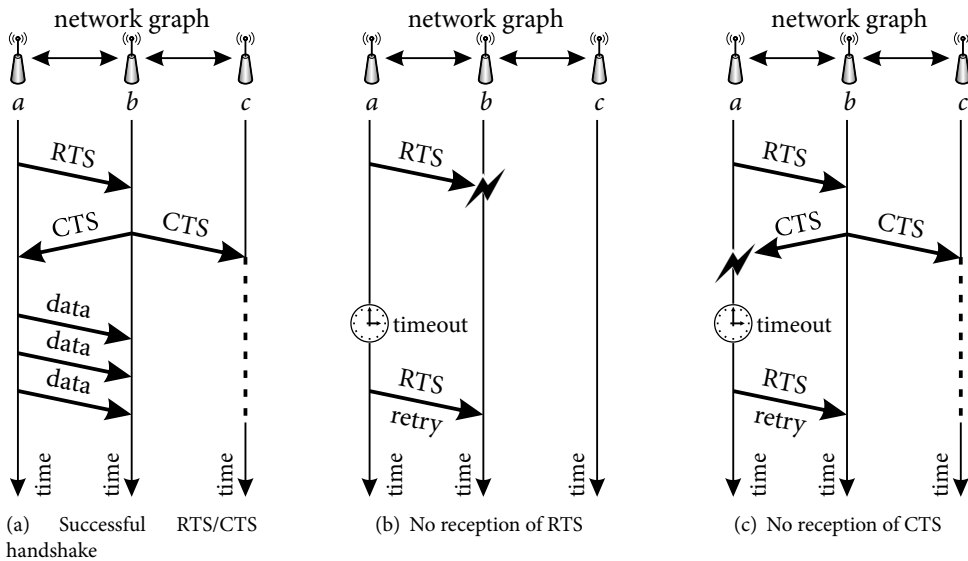 network graph
a b c
RTS
CTS CTS
data
data
data
time time time
(a) Successful RTS/CTS
handshake
network graph
a b c
RTS
timeout
RTS
retry
time time time
(b) No reception of RTS
network graph
a b c
RTS
CTS CTS
timeout
RTS
retry
time time time
(c) No reception of CTS